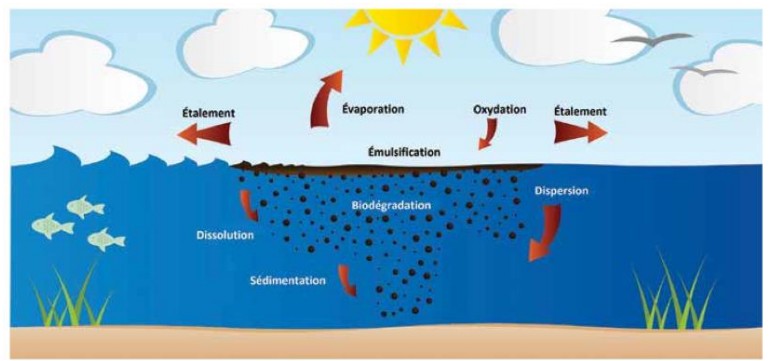 Étalement
Évaporation
Oxydation
Étalement
Émulsification
Dispersion
Biodégradation
Dissolution
Sédimentation